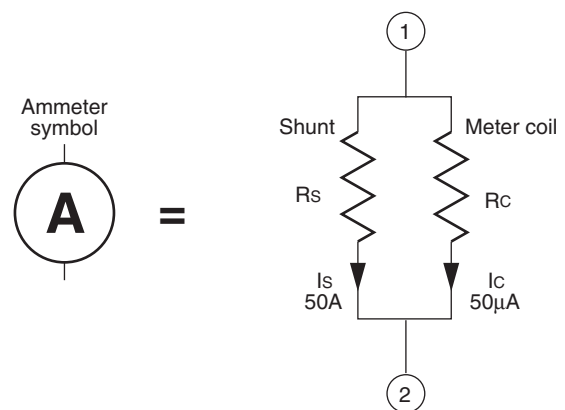 1
Ammeter
symbol
Shunt
Meter coil
A
=
RS
RC
IS
50A
IC
50µA
2